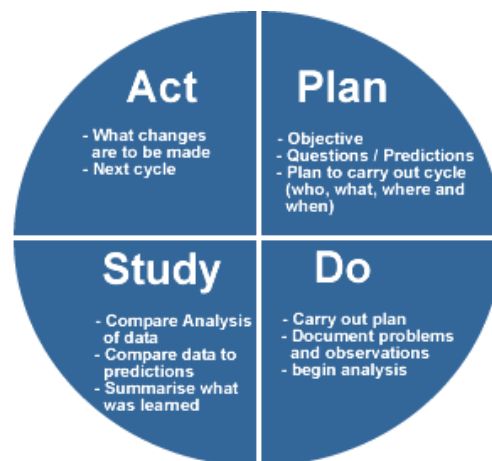 Act
- What changes
are to be made
- Next cycle
Plan
- Objective
- Questions / Predictions
- Plan to carry out cycle
(who, what, where and
when)
Study
- Compare Analysis
of data
- Compare data to
predictions
- Summarise what
was learned
Do
- Carry out plan
- Document problems
and observations
- begin analysis